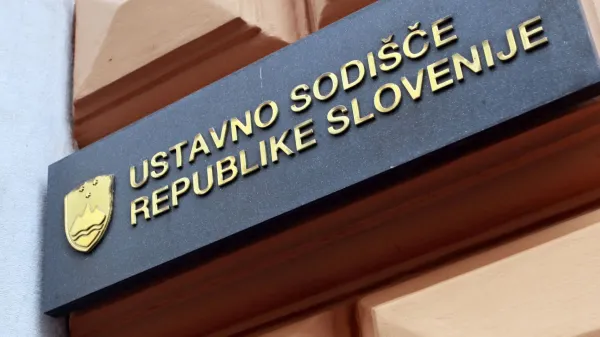 USTAVNO SODIŠČE
REPUBLIKE SLOVENIJE